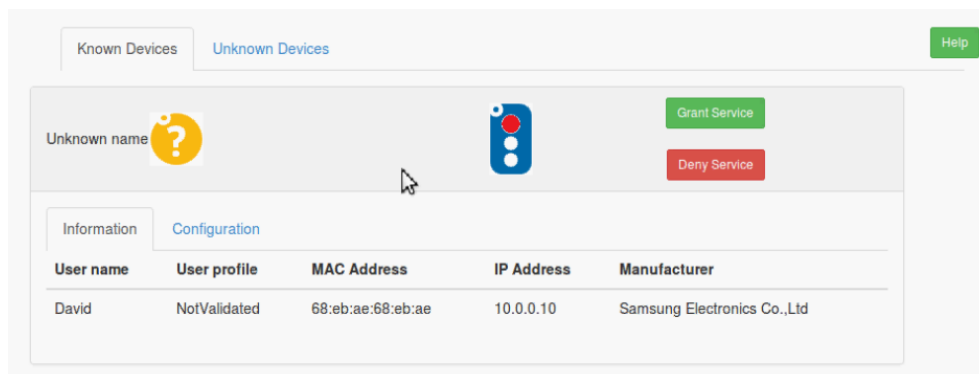 Known Devices Unknown Devices Help
Grant Service
Unknown name ?
Deny Service
Information Configuration
User name User profile MAC Address IP Address Manufacturer
David NotValidated 68:eb:ae:68:eb:ae 10.0.0.10 Samsung Electronics Co.,Ltd